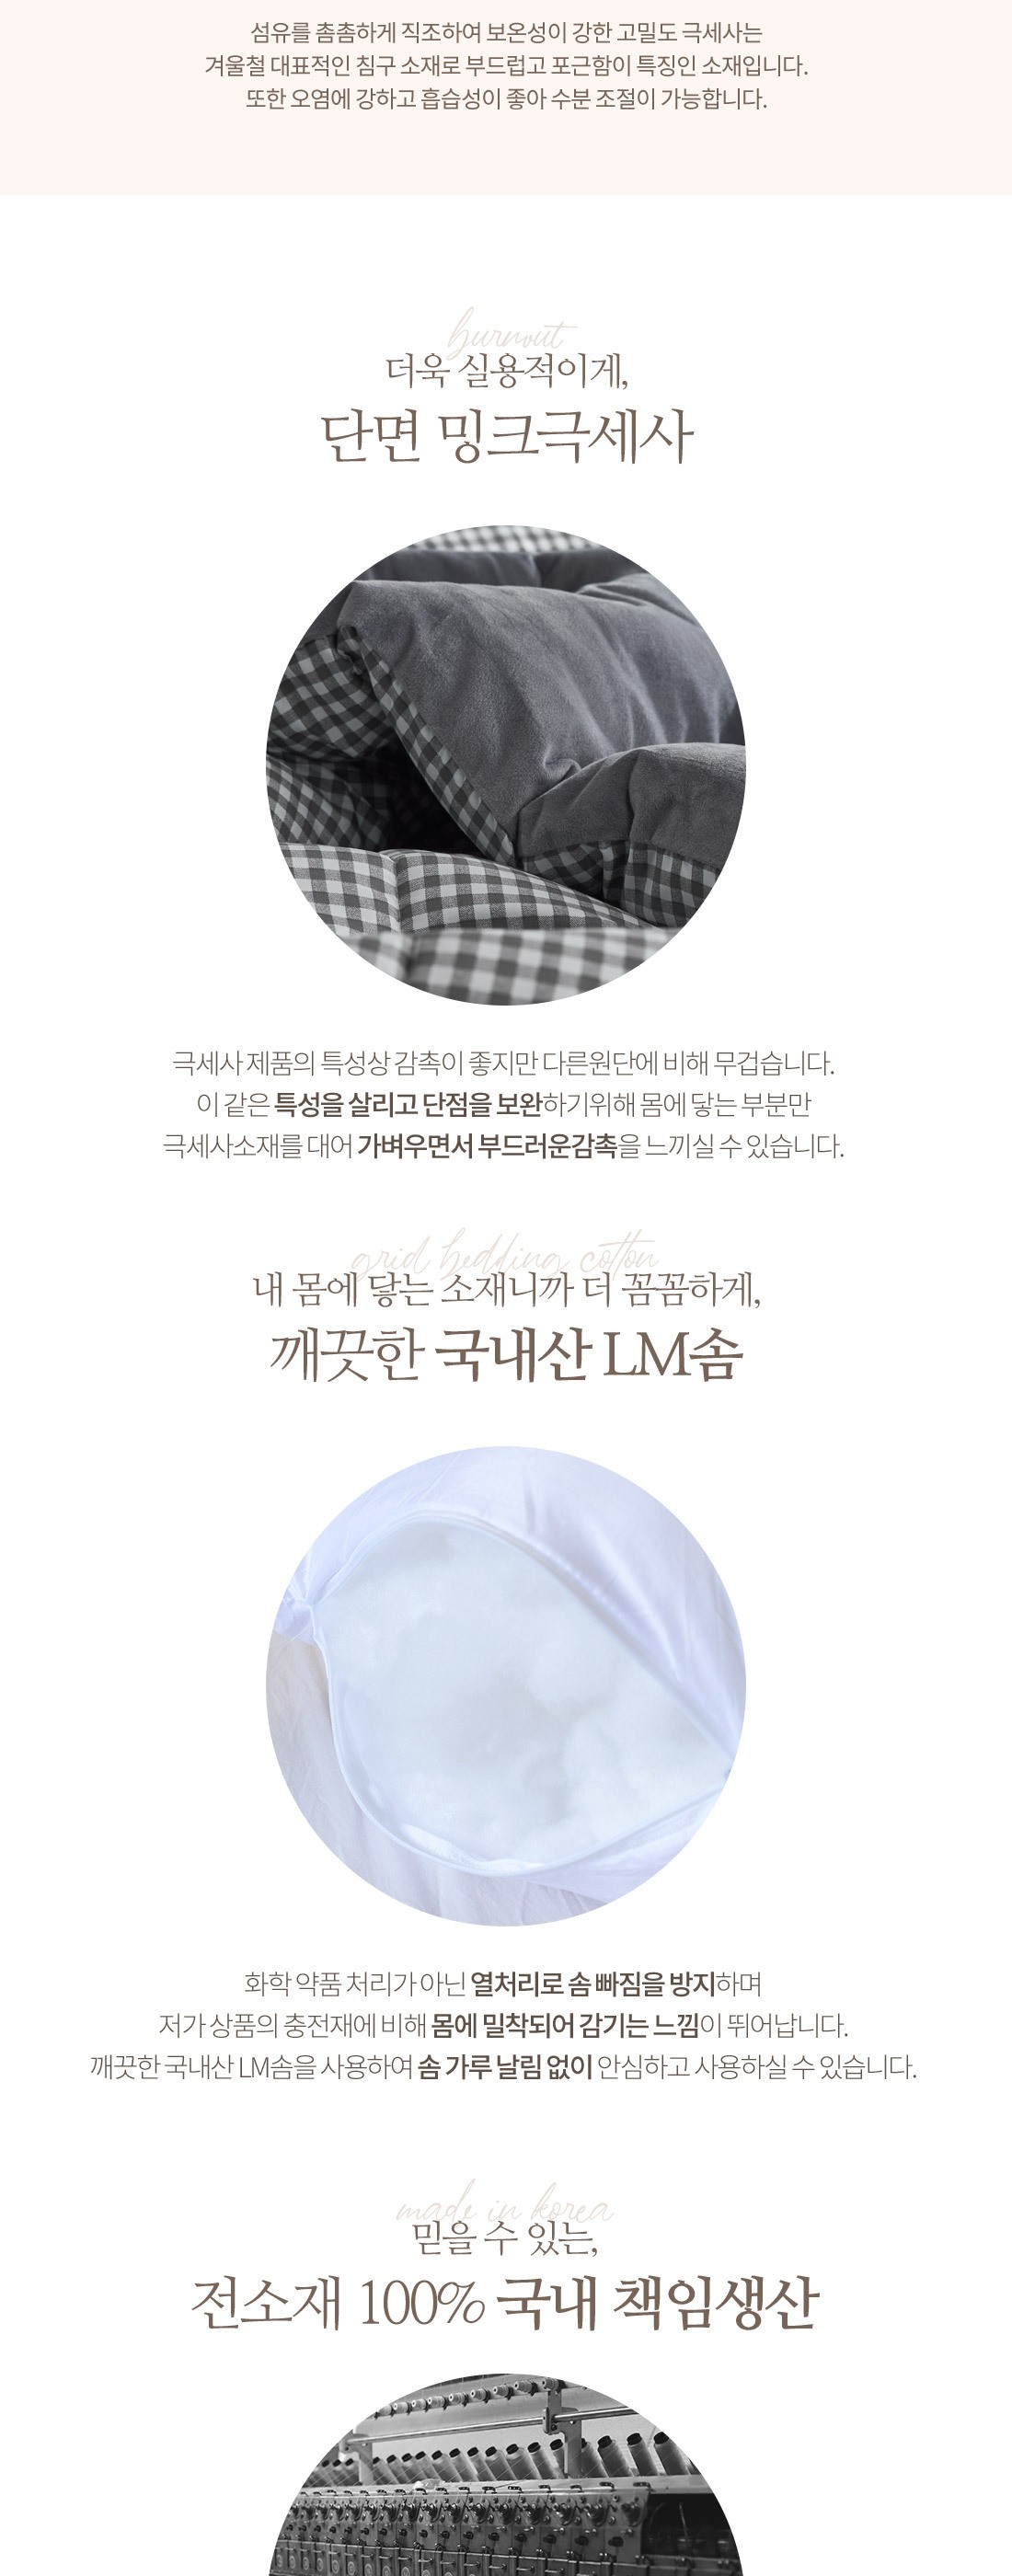 섬유를 촘촘하게 직조하여 보온성이 강한 고밀도 극세사는
겨울철 대표적인 침구 소재로 부드럽고 포근함이 특징인 소재입니다.
또한 오염에 강하고 흡습성이 좋아 수분 조절이 가능합니다.
burnout
더욱 실용적이게,
단면 밍크극세사
극세사 제품의 특성상 감촉이 좋지만 다른원단에 비해 무겁습니다.
이 같은 특성을 살리고 단점을 보완하기위해 몸에 닿는 부분만
극세사소재를 대어 가벼우면서 부드러운감촉을 느끼실 수 있습니다.
grid bedding cotton
내 몸에 닿는 소재니까 더 꼼꼼하게,
깨끗한 국내산 LM솜
화학 약품 처리가 아닌 열처리로 솜 빠짐을 방지하며
저가 상품의 충전재에 비해 몸에 밀착되어 감기는 느낌이 뛰어납니다.
깨끗한 국내산 LM솜을 사용하여 솜 가루 날림 없이 안심하고 사용하실 수 있습니다.
made in korea
믿을 수 있는,
전소재 100% 국내 책임생산